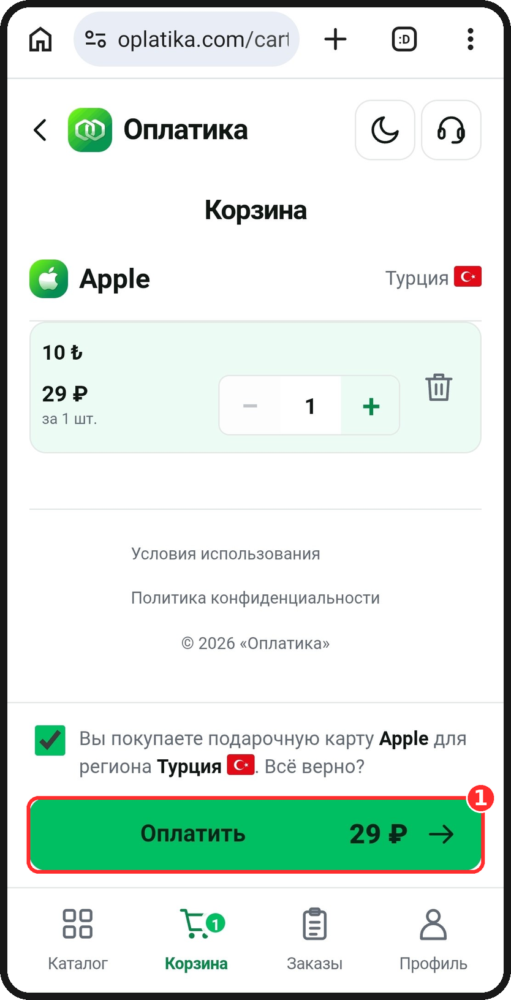 oplatika.com/cart
:D
Оплатика
Корзина
Apple
Турция
10 ₺
29 ₽
за 1 шт.
− 1 +
Условия использования
Политика конфиденциальности
© 2026 «Оплатика»
Вы покупаете подарочную карту Apple для
региона Турция . Всё верно?
1
Оплатить 29 ₽ →
1
Каталог Корзина Заказы Профиль